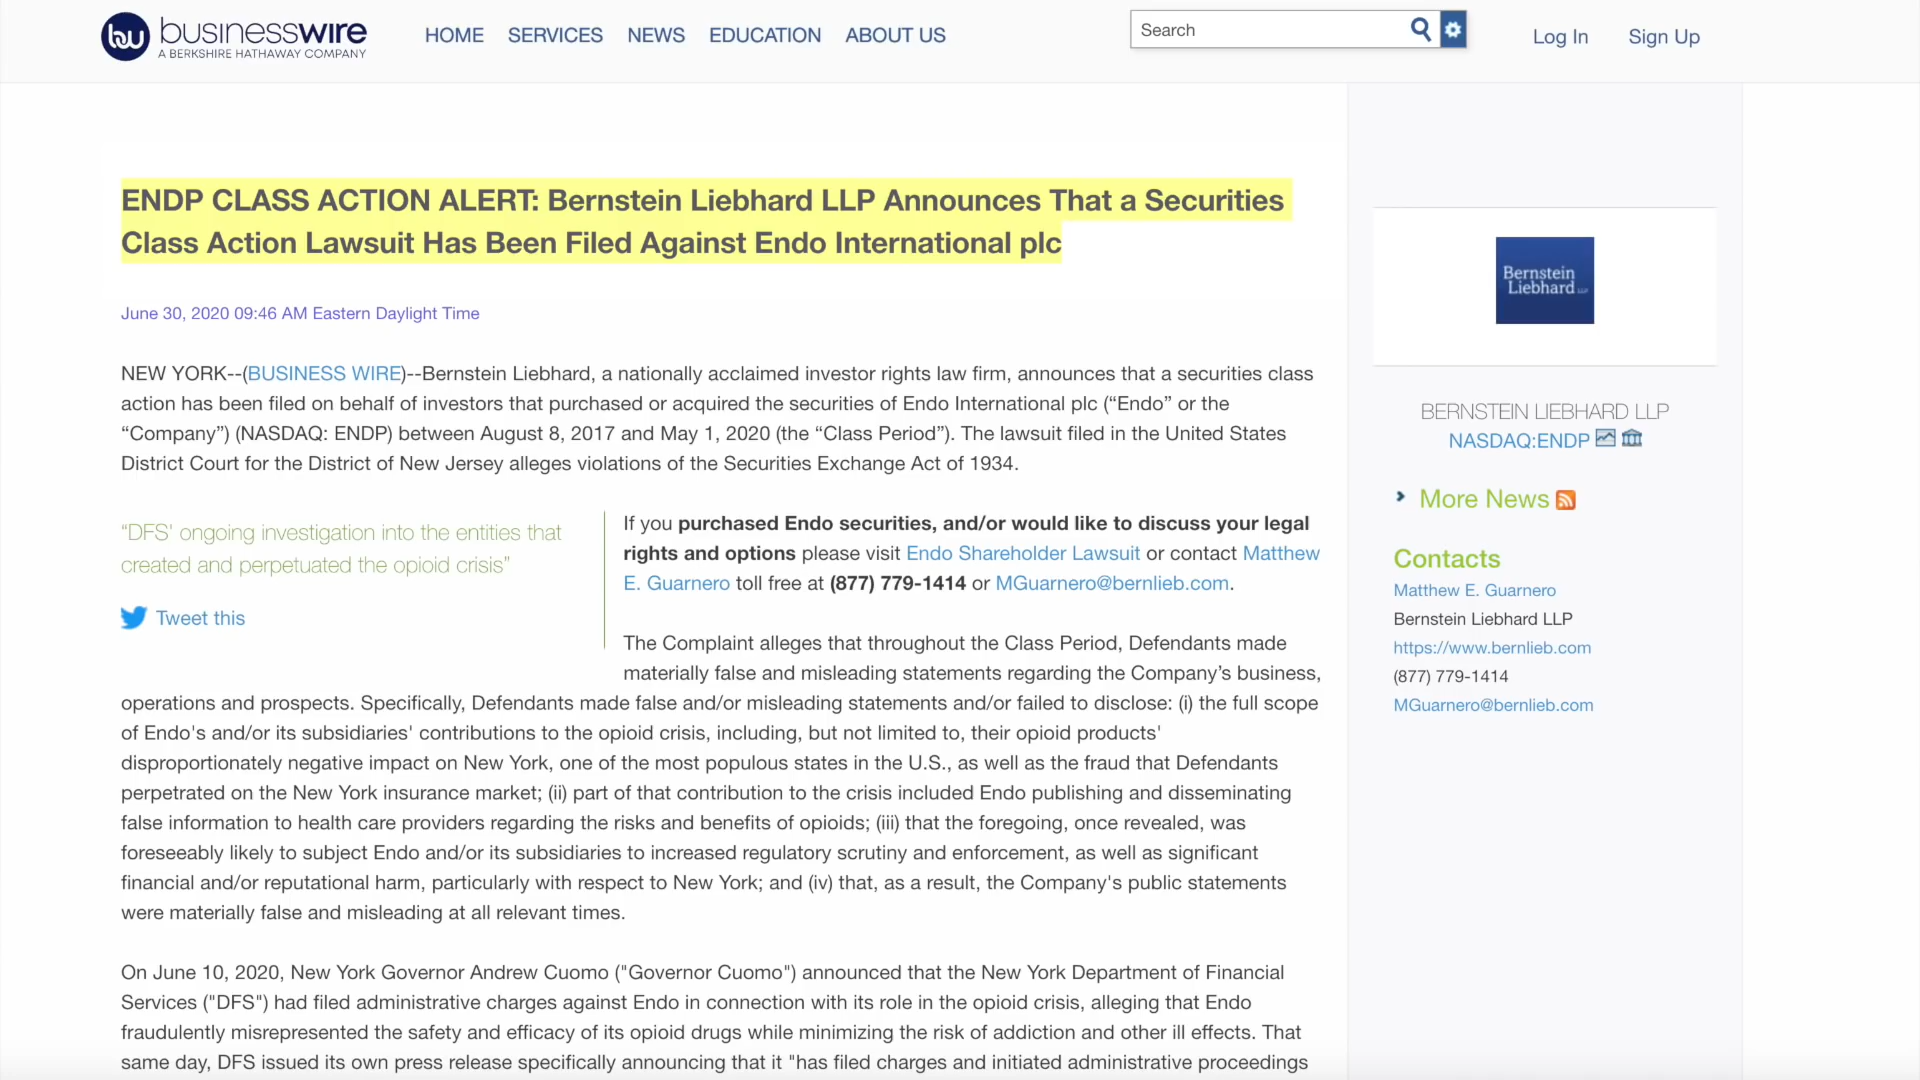 businesswire
A BERKSHIRE HATHAWAY COMPANY
HOME SERVICES NEWS EDUCATION ABOUT US
Search
Log In Sign Up
ENDP CLASS ACTION ALERT: Bernstein Liebhard LLP Announces That a Securities
Class Action Lawsuit Has Been Filed Against Endo International plc
June 30, 2020 09:46 AM Eastern Daylight Time
NEW YORK--(BUSINESS WIRE)--Bernstein Liebhard, a nationally acclaimed investor rights law firm, announces that a securities class
action has been filed on behalf of investors that purchased or acquired the securities of Endo International plc (“Endo” or the
“Company”) (NASDAQ: ENDP) between August 8, 2017 and May 1, 2020 (the “Class Period”). The lawsuit filed in the United States
District Court for the District of New Jersey alleges violations of the Securities Exchange Act of 1934.
“DFS' ongoing investigation into the entities that
created and perpetuated the opioid crisis”
Tweet this
If you purchased Endo securities, and/or would like to discuss your legal
rights and options please visit Endo Shareholder Lawsuit or contact Matthew
E. Guarnero toll free at (877) 779-1414 or MGuarnero@bernlieb.com.
The Complaint alleges that throughout the Class Period, Defendants made
materially false and misleading statements regarding the Company’s business,
operations and prospects. Specifically, Defendants made false and/or misleading statements and/or failed to disclose: (i) the full scope
of Endo's and/or its subsidiaries' contributions to the opioid crisis, including, but not limited to, their opioid products'
disproportionately negative impact on New York, one of the most populous states in the U.S., as well as the fraud that Defendants
perpetrated on the New York insurance market; (ii) part of that contribution to the crisis included Endo publishing and disseminating
false information to health care providers regarding the risks and benefits of opioids; (iii) that the foregoing, once revealed, was
foreseeably likely to subject Endo and/or its subsidiaries to increased regulatory scrutiny and enforcement, as well as significant
financial and/or reputational harm, particularly with respect to New York; and (iv) that, as a result, the Company's public statements
were materially false and misleading at all relevant times.
On June 10, 2020, New York Governor Andrew Cuomo ("Governor Cuomo") announced that the New York Department of Financial
Services ("DFS") had filed administrative charges against Endo in connection with its role in the opioid crisis, alleging that Endo
fraudulently misrepresented the safety and efficacy of its opioid drugs while minimizing the risk of addiction and other ill effects. That
same day, DFS issued its own press release specifically announcing that it "has filed charges and initiated administrative proceedings
Bernstein
Liebhard LLP
BERNSTEIN LIEBHARD LLP
NASDAQ:ENDP
More News
Contacts
Matthew E. Guarnero
Bernstein Liebhard LLP
https://www.bernlieb.com
(877) 779-1414
MGuarnero@bernlieb.com